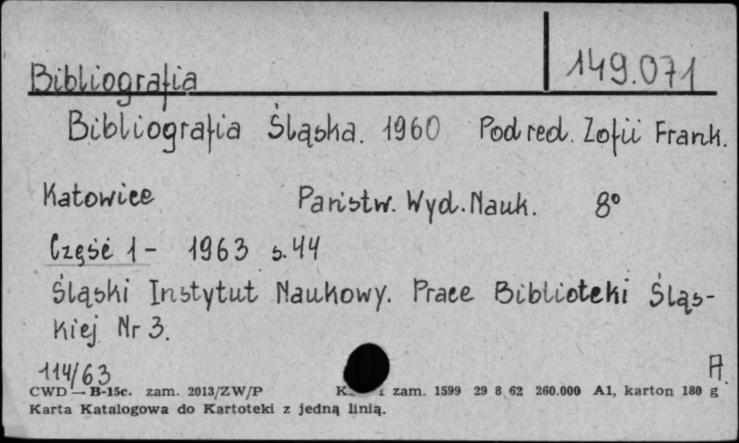 149.071
Bibliografia
Bibliografia Śląska. 1960 Pod red. Zofii Frank.
Katowice Państw. Wyd. Nauk. 8°
Część 1 - 1963 s. 44
Śląski Instytut Naukowy. Prace Biblioteki Śląs-
kiej Nr 3.
114/63 A.
CWD — B-15c. zam. 2013/ZW/P zam. 1599 29 8 62 260.000 A1, karton 180 g
Karta Katalogowa do Kartoteki z jedną linią.